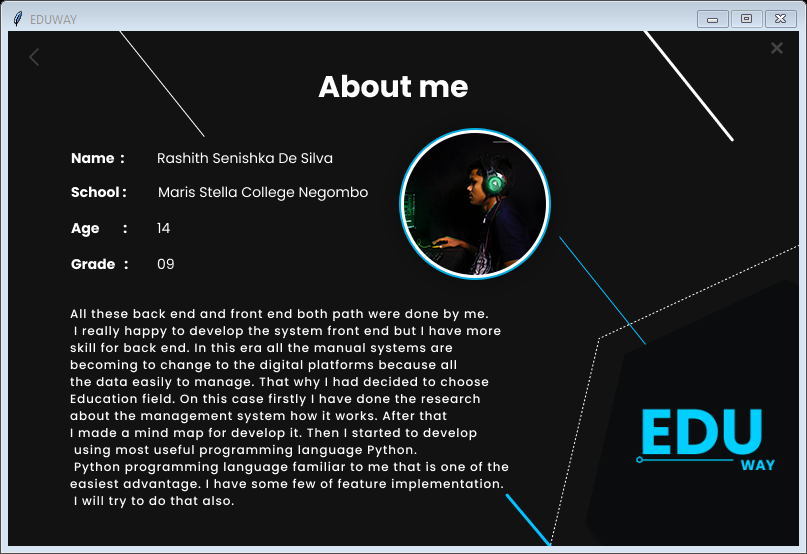 EDUWAY
About me
Name : Rashith Senishka De Silva
School : Maris Stella College Negombo
Age : 14
Grade : 09
All these back end and front end both path were done by me.
I really happy to develop the system front end but I have more
skill for back end. In this era all the manual systems are
becoming to change to the digital platforms because all
the data easily to manage. That why I had decided to choose
Education field. On this case firstly I have done the research
about the management system how it works. After that
I made a mind map for develop it. Then I started to develop
using most useful programming language Python.
Python programming language familiar to me that is one of the
easiest advantage. I have some few of feature implementation.
I will try to do that also.
EDU
WAY